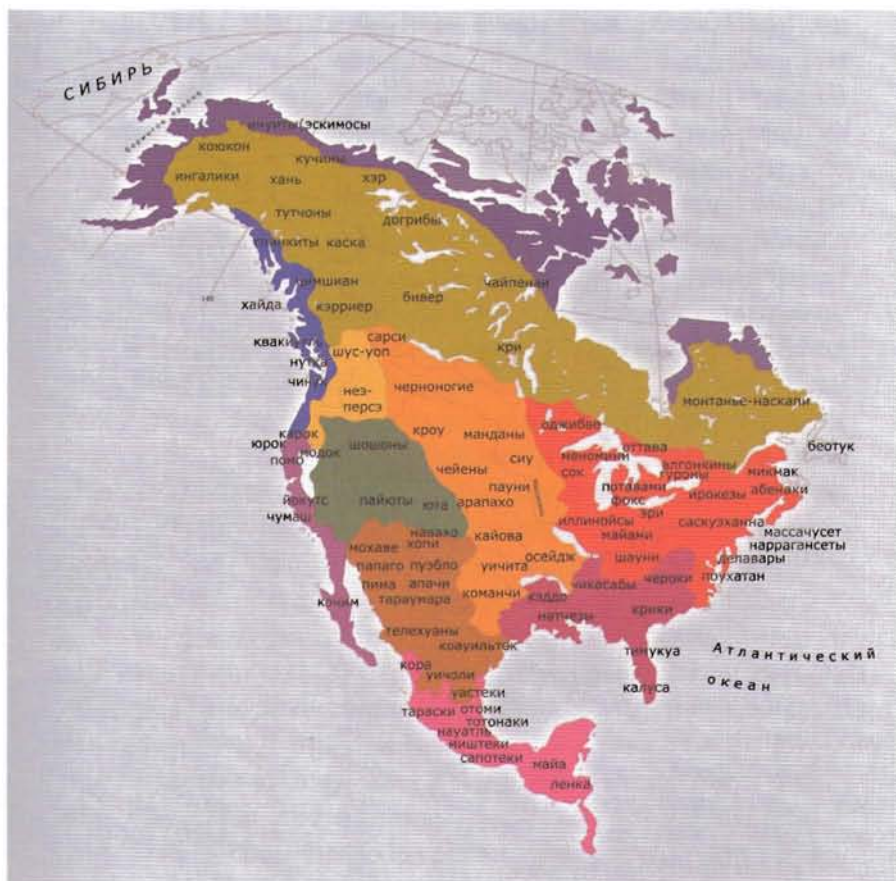 СИБИРЬ
инуиты(эскимосы
коюкон
кучины
ингалики
хань
хэр
тутчоны
догрибы
тлинкиты
каска
цимшиан
чайпенаи
хайда
кэрриер
бивер
сарси
квакиутль
шус-уоп
кри
нутка
чинук
нез-
персэ
черноногие
монтанье-наскапи
карок
кроу
манданы
оджибве
оттава
беотук
юрок
модок
шошоны
меномини
алгонкины
помо
сиу
сок
гуроны
микмак
чейены
потавами
йокутс
пайюты
юта
пауни
фокс
ирокезы
абенаки
арапахо
эри
чумаш
иллинойсы
саскуэханна
навахо
кайова
майами
массачусет
мохаве
хопи
осейдж
наррагансеты
папаго
пуэбло
уичита
шауни
делавары
пима
апачи
чикасавы
чероки
поухатан
кочим
тараумара
команчи
каддо
крики
натчезы
телехуаны
коауильтек
тимукуа
Атлантический
океан
кора
уичоли
калуса
уастеки
тараски
отоми
тотонаки
науатль
миштеки
сапотеки
майа
ленка